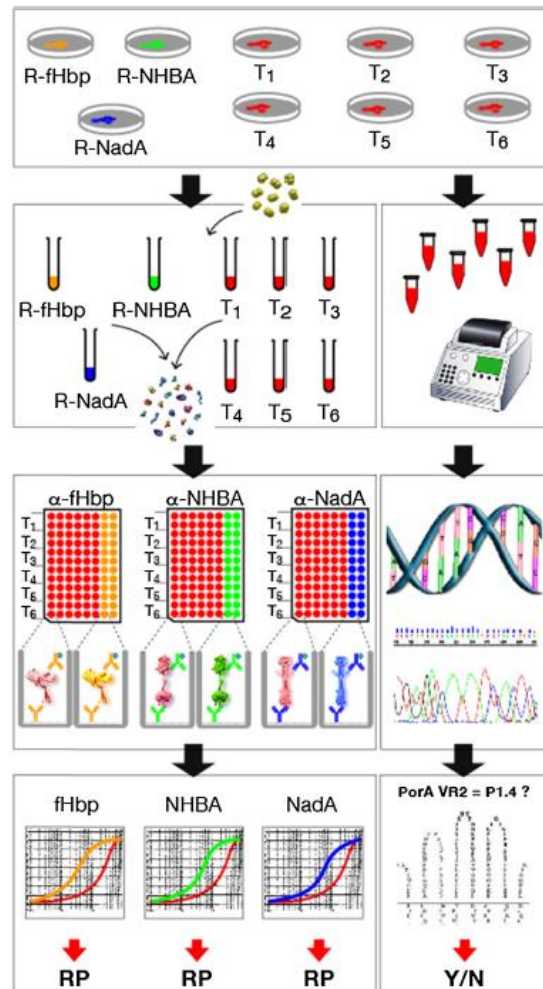 R-fHbp R-NHBA T1 T2 T3
R-NadA T4 T5 T6
R-fHbp R-NHBA T1 T2 T3
R-NadA T4 T5 T6
α-fHbp α-NHBA α-NadA
T1
T2
T3
T4
T5
T6
T1
T2
T3
T4
T5
T6
T1
T2
T3
T4
T5
T6
fHbp NHBA NadA
PorA VR2 = P1.4 ?
RP RP RP Y/N